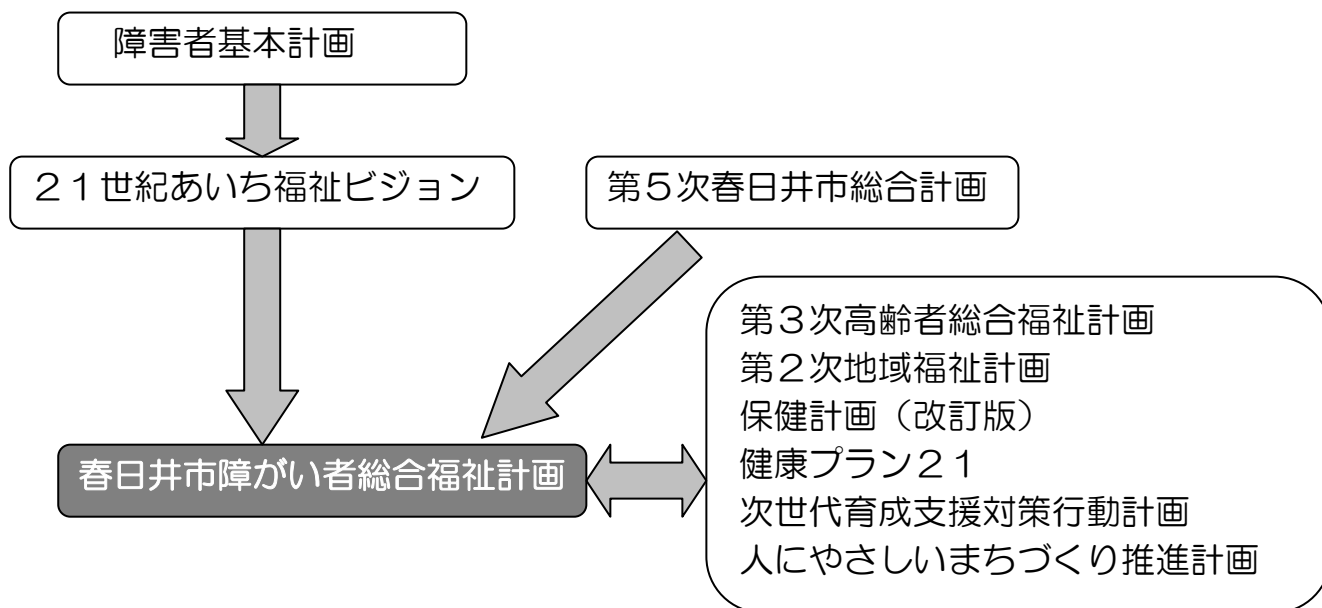 障害者基本計画
２１世紀あいち福祉ビジョン
第５次春日井市総合計画
春日井市障がい者総合福祉計画
第３次高齢者総合福祉計画
第２次地域福祉計画
保健計画（改訂版）
健康プラン２１
次世代育成支援対策行動計画
人にやさしいまちづくり推進計画